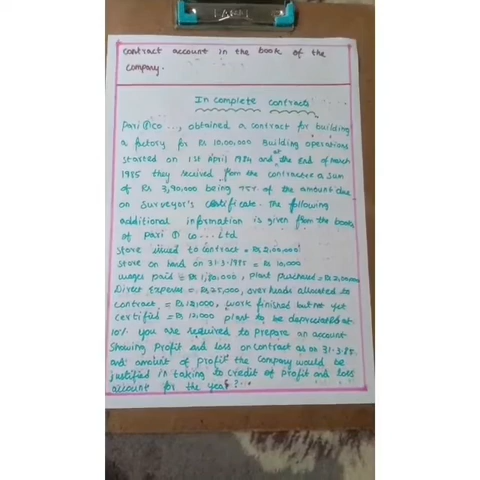 contract account in the book of the
company.
In complete contracts
Pari & co ..., obtained a contract for building
a factory for Rs 10,00,000 Building operations
started on 1st April 1984 and at the End of march
1985 they received from the contractee a sum
of Rs 3,90,000 being 75% of the amount due
on Surveyor's Certificate. The following
additional information is given from the books
of Pari & co... Ltd
Store issued to contract = Rs 2,00,000
Store on hand on 31.3.1985 = Rs 10,000
wages paid = Rs 1,80,000, plant purchased = Rs 2,00,000
Direct Expense = Rs 25,000, over heads allocated to
contract = Rs work finished but not yet
certified = Rs 12,000 plant to be depreciated at
10% you are required to prepare an account
Showing Profit and loss on contract as on 31.3.85
and amount of profit the Company would be
justified in taking to credit of profit and loss
account for the year?...